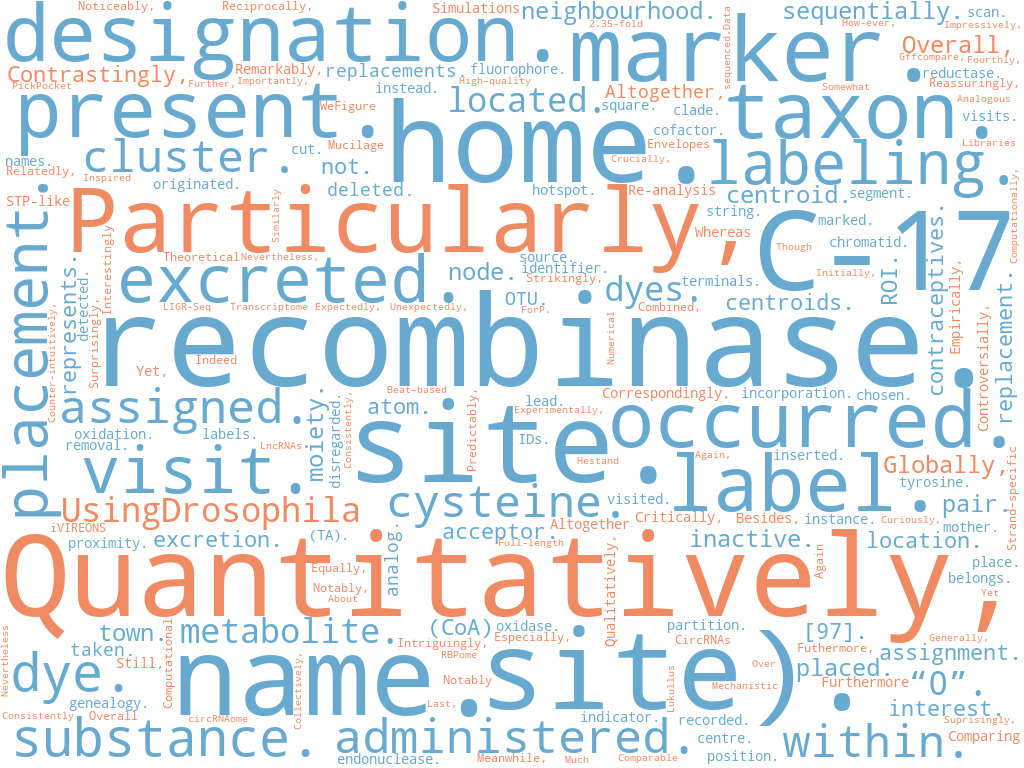 Noticeably,
Reciprocally,
Simulations
neighbourhood.
sequentially.
scan.
designation.
2.35-fold
sequenced.Data
How-ever,
Impressively,
marker.
Overall,
Contrastingly,
Remarkably,
replacements.
fluorophore.
Gffcompare,
Fourthly,
PickPocket
Further,
Importantly,
High-quality
reductase.
instead.
Altogether,
Somewhat
Reassuringly,
present.
located.
square.
clade.
taxon.
Analogous
WeFigure
visits.
home.
cofactor.
names.
cluster.
cut.
Mucilage
Envelopes
Libraries
Relatedly,
Inspired
not.
Crucially,
labeling.
originated.
deleted.
hotspot.
Re-analysis
centroid.
segment.
Computationally,
STP-like
Particularly,
Similarly
string.
marked.
C-17
Whereas
chromatid.
placement.
Interestingly
Theoretical
Nevertheless,
source.
Though
contraceptives.
represents.
detected.
excreted.
node.
identifier.
Strikingly,
dyes.
terminals.
Initially,
ROI.
Empirically,
replacement.
Surprisingly,
LIGR-Seq
Transcriptome
Expectedly,
Unexpectedly,
OTU.
ForP.
Combined,
centroids.
Counter-intuitively,
recombinase.
Numerical
Controversially,
Yet,
Indeed
Beat-based
Correspondingly,
incorporation.
chosen.
assigned.
moiety.
disregarded.
Consistently,
atom.
Predictably,
lead.
Experimentally,
site.
occurred.
oxidation.
labels.
IDs.
removal.
LncRNAs
visit.
Hestand
Again,
inserted.
Globally,
label.
tyrosine.
UsingDrosophila
cysteine.
visited.
pair.
Strand-specific
iVIREONS
Altogether
Critically,
Besides,
instance.
Curiously,
mother.
proximity.
excretion.
(TA).
analog.
acceptor.
Full-length
inactive.
location.
Quantitatively,
Equally,
Qualitatively,
Again
place.
belongs.
Notably,
About
Yet
Nevertheless
town.
Computational
metabolite.
(CoA)
oxidase.
partition.
[97].
Generally,
taken.
Intriguingly,
Especially,
CircRNAs
Futhermore,
assignment.
Still,
RBPome
dye.
name.
site).
Over
placed.
Collectively,
Notably
Lukullus
Mechanistic
Furthermore
“0”.
genealogy.
Last,
interest.
Consistently
Overall
circRNAome
indicator.
recorded.
Suprisingly,
substance.
administered.
centre.
within.
Comparing
endonuclease.
Meanwhile,
Much
Comparable
position.